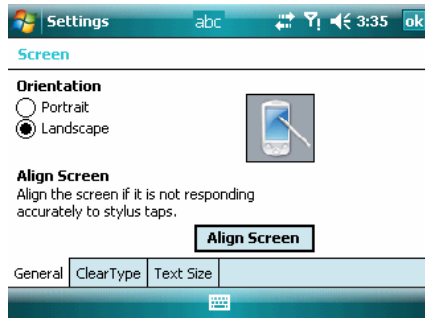 Settings abc 3:35 ok
Screen
Orientation
Portrait
Landscape
Align Screen
Align the screen if it is not responding
accurately to stylus taps.
Align Screen
General ClearType Text Size